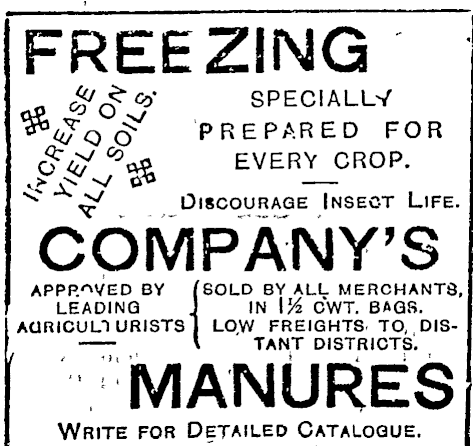 FREEZING
INCREASE
YIELD ON
ALL SOILS.
SPECIALLY
PREPARED FOR
EVERY CROP.
DISCOURAGE INSECT LIFE.
COMPANY'S
APPROVED BY
LEADING
AGRICULTURISTS
SOLD BY ALL MERCHANTS,
IN 1½ CWT. BAGS.
LOW FREIGHTS TO DIS-
TANT DISTRICTS.
MANURES
WRITE FOR DETAILED CATALOGUE.